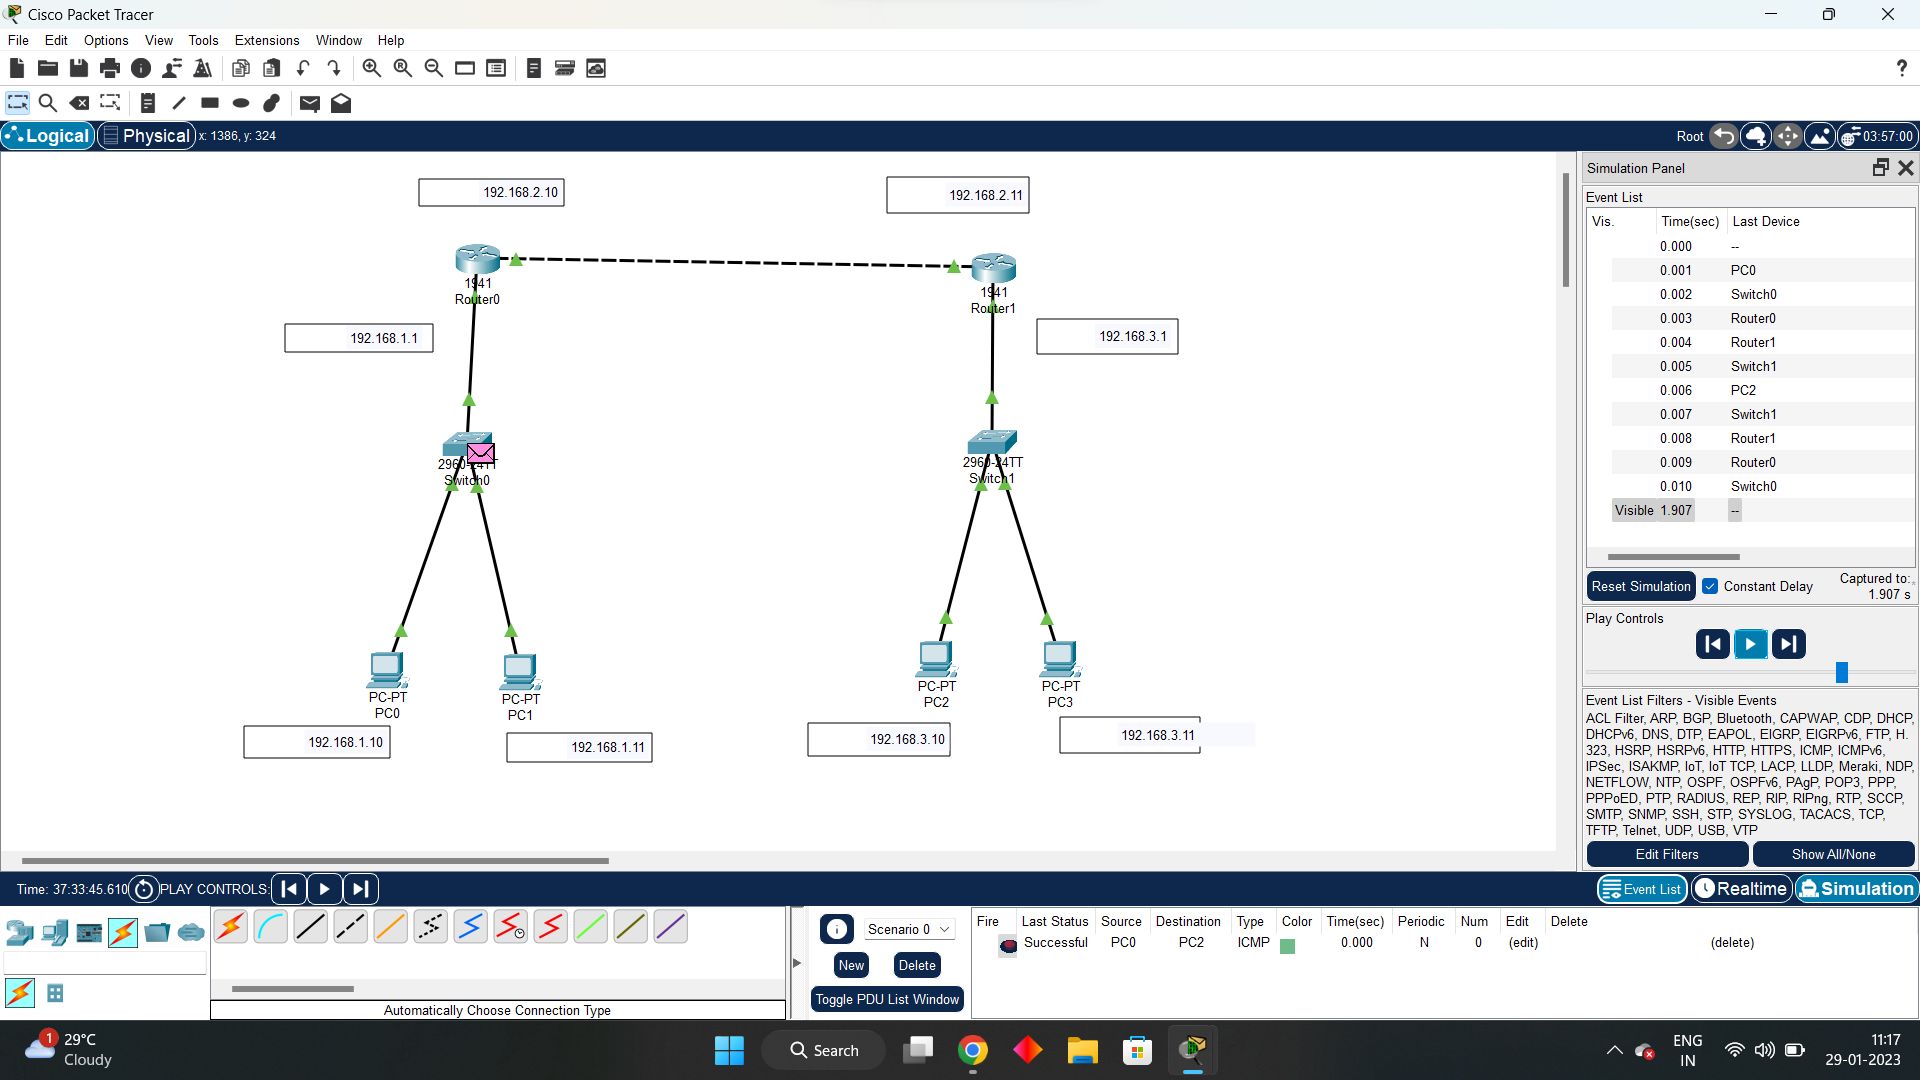 Cisco Packet Tracer
File Edit Options View Tools Extensions Window Help
?
Logical Physical x: 1386, y: 324 Root 03:57:00
192.168.2.10
192.168.2.11
1941
Router0
1941
Router1
192.168.1.1
192.168.3.1
2960-24TT
Switch0
2960-24TT
Switch1
PC-PT
PC0
PC-PT
PC1
PC-PT
PC2
PC-PT
PC3
192.168.1.10
192.168.1.11
192.168.3.10
192.168.3.11
Simulation Panel
Event List
Vis. Time(sec) Last Device
0.000 --
0.001 PC0
0.002 Switch0
0.003 Router0
0.004 Router1
0.005 Switch1
0.006 PC2
0.007 Switch1
0.008 Router1
0.009 Router0
0.010 Switch0
Visible 1.907 --
Reset Simulation Constant Delay Captured to:
1.907 s
Play Controls
Event List Filters - Visible Events
ACL Filter, ARP, BGP, Bluetooth, CAPWAP, CDP, DHCP,
DHCPv6, DNS, DTP, EAPOL, EIGRP, EIGRPv6, FTP, H.
323, HSRP, HSRPv6, HTTP, HTTPS, ICMP, ICMPv6,
IPSec, ISAKMP, IoT, IoT TCP, LACP, LLDP, Meraki, NDP,
NETFLOW, NTP, OSPF, OSPFv6, PAgP, POP3, PPP,
PPPoED, PTP, RADIUS, REP, RIP, RIPng, RTP, SCCP,
SMTP, SNMP, SSH, STP, SYSLOG, TACACS, TCP,
TFTP, Telnet, UDP, USB, VTP
Edit Filters Show All/None
Time: 37:33:45.610 PLAY CONTROLS: Event List Realtime Simulation
Automatically Choose Connection Type
Scenario 0
New Delete
Toggle PDU List Window
Fire Last Status Source Destination Type Color Time(sec) Periodic Num Edit Delete
Successful PC0 PC2 ICMP 0.000 N 0 (edit) (delete)
1
29°C
Cloudy
Search
ENG
IN
11:17
29-01-2023